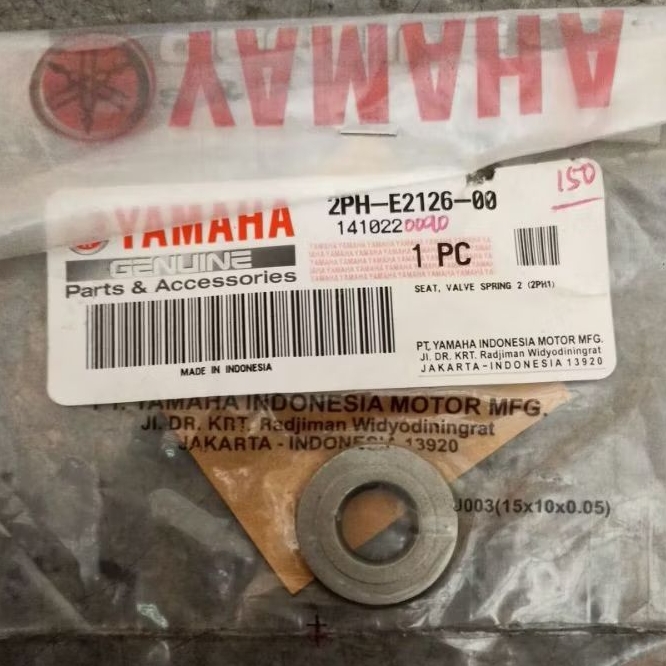 YAMAHA
150
2PH-E2126-00
YAMAHA
1410220090
GENUINE
1 PC
Parts & Accessories
SEAT, VALVE SPRING 2 (2PH1)
PT. YAMAHA INDONESIA MOTOR MFG.
Jl. DR. KRT. Radjiman Widyodiningrat
JAKARTA-INDONESIA 13920
MADE IN INDONESIA
PT. YAMAHA INDONESIA MOTOR MFG.
Jl. DR. KRT. Radjiman Widyodiningrat
JAKARTA - INDONESIA 13920
J003(15x10x0.05)